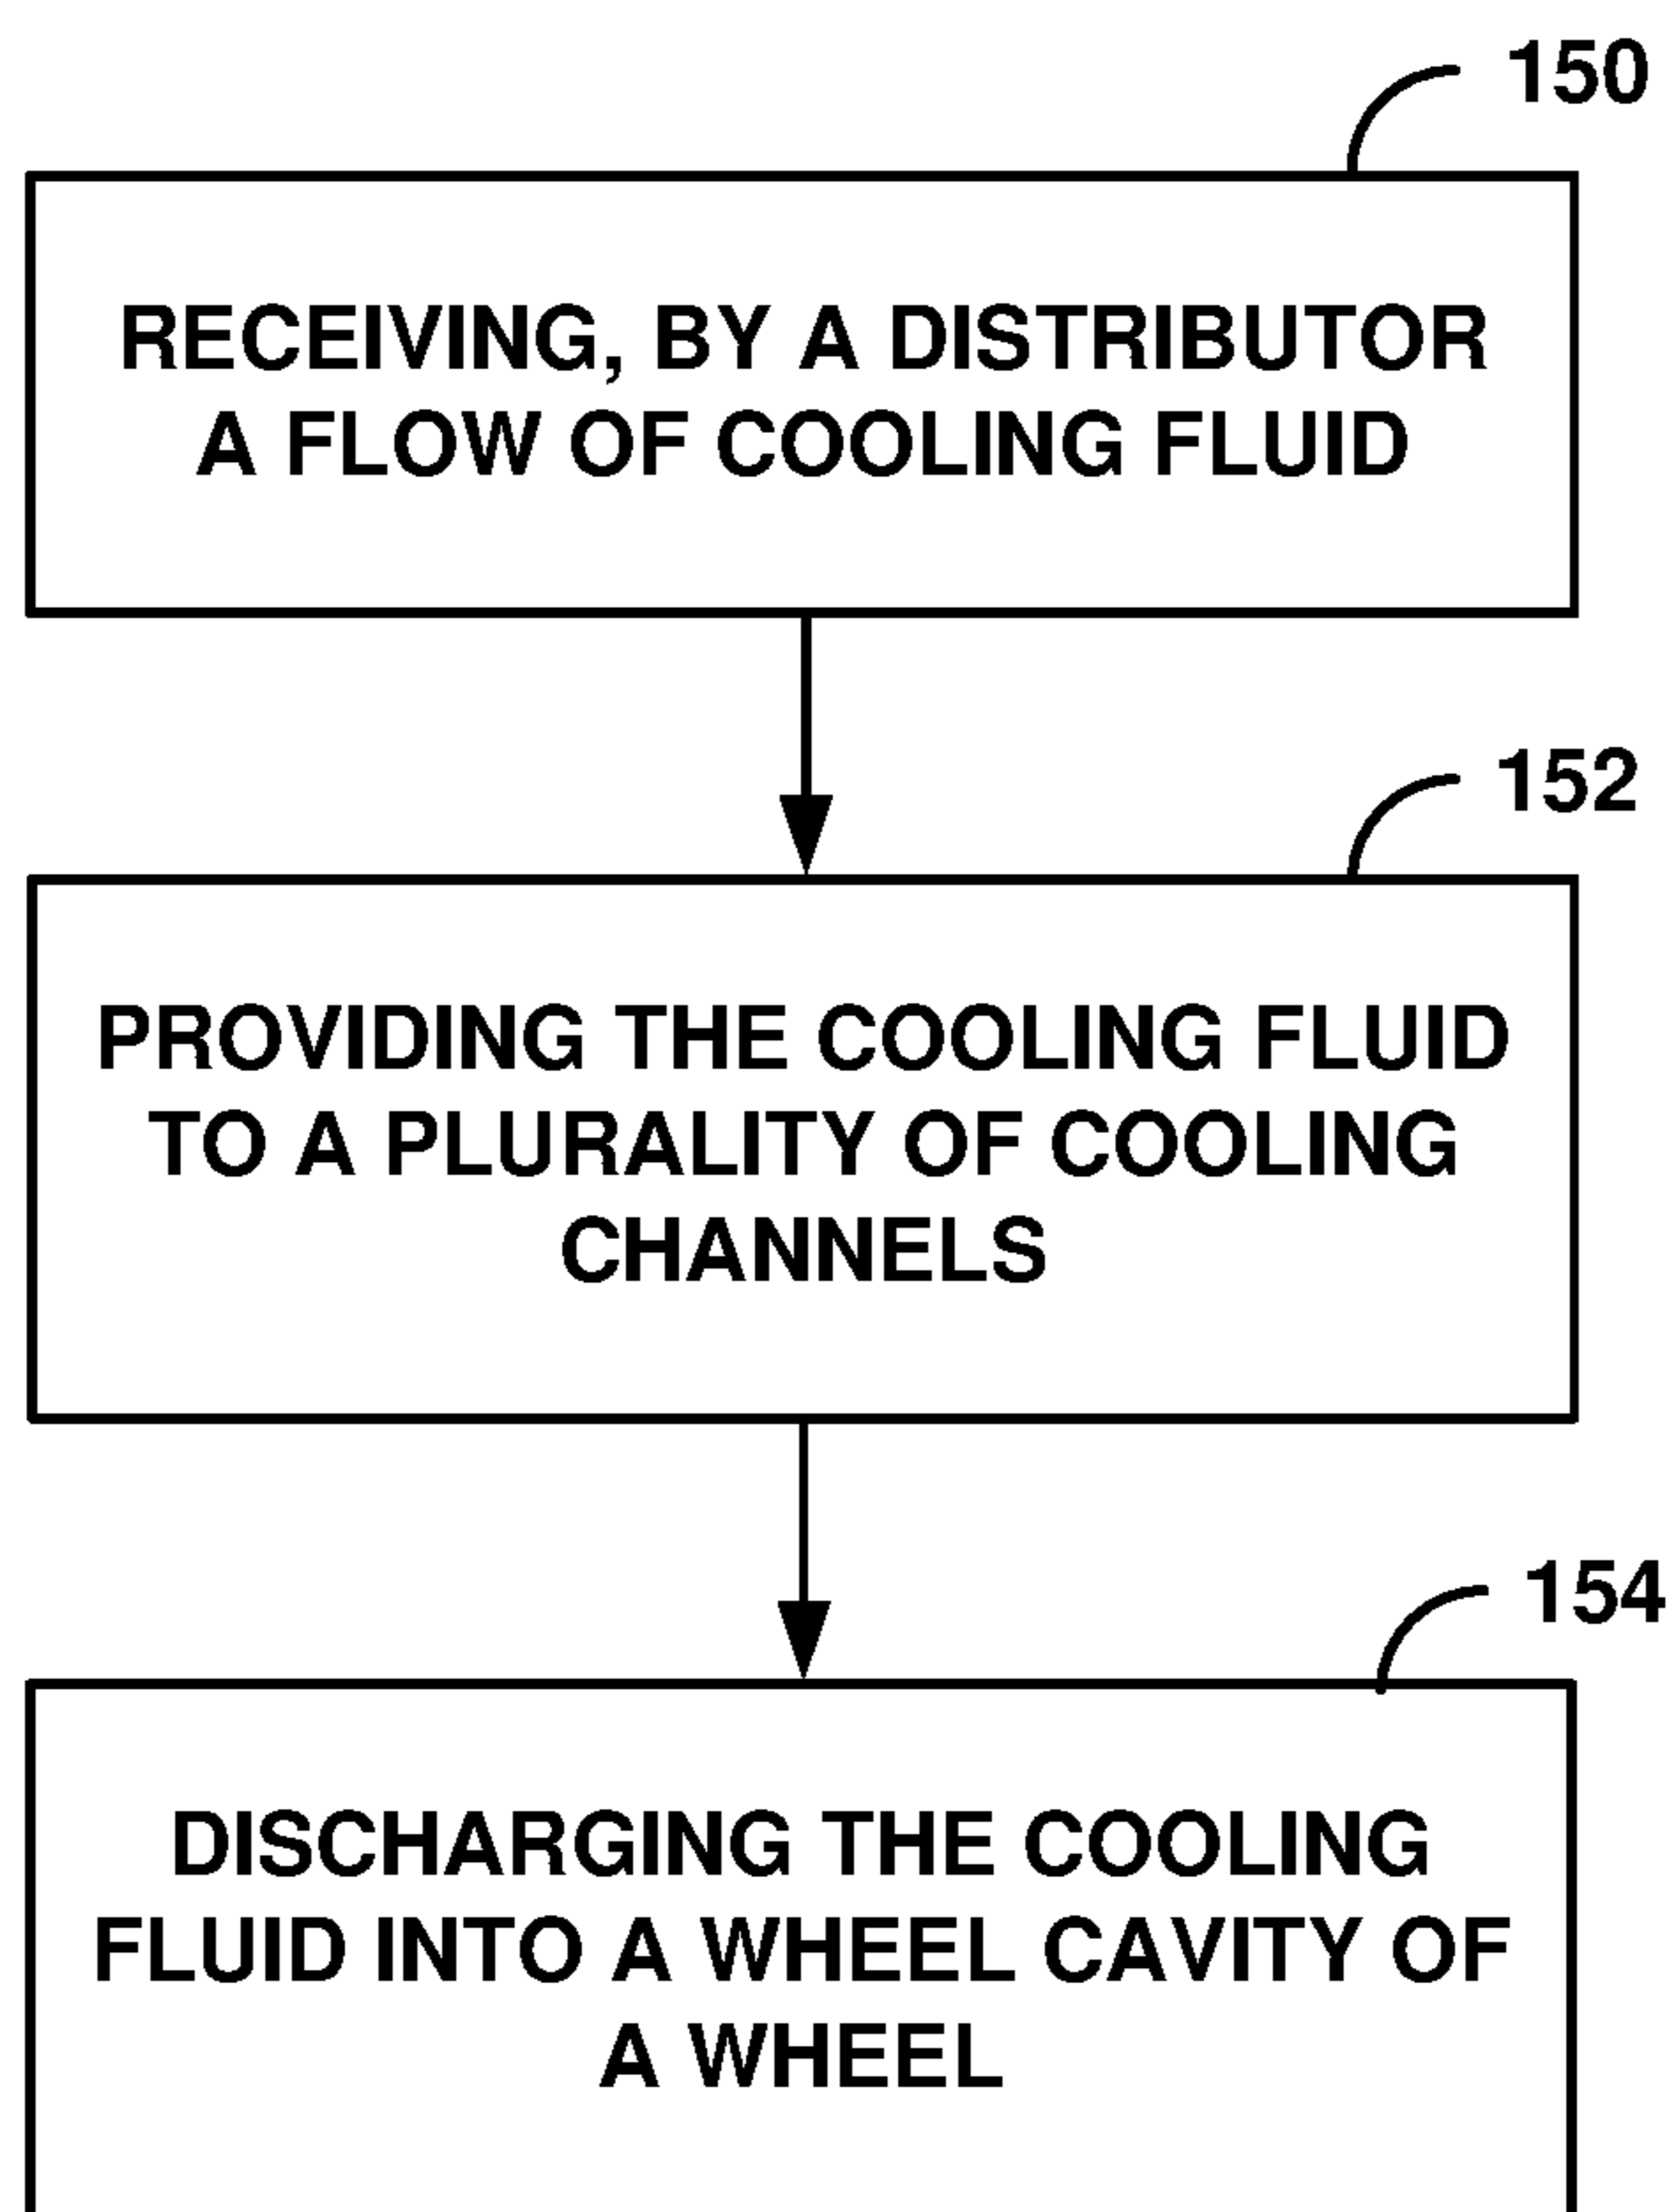 150
RECEIVING, BY A DISTRIBUTOR
A FLOW OF COOLING FLUID
152
PROVIDING THE COOLING FLUID
TO A PLURALITY OF COOLING
CHANNELS
154
DISCHARGING THE COOLING
FLUID INTO A WHEEL CAVITY OF
A WHEEL